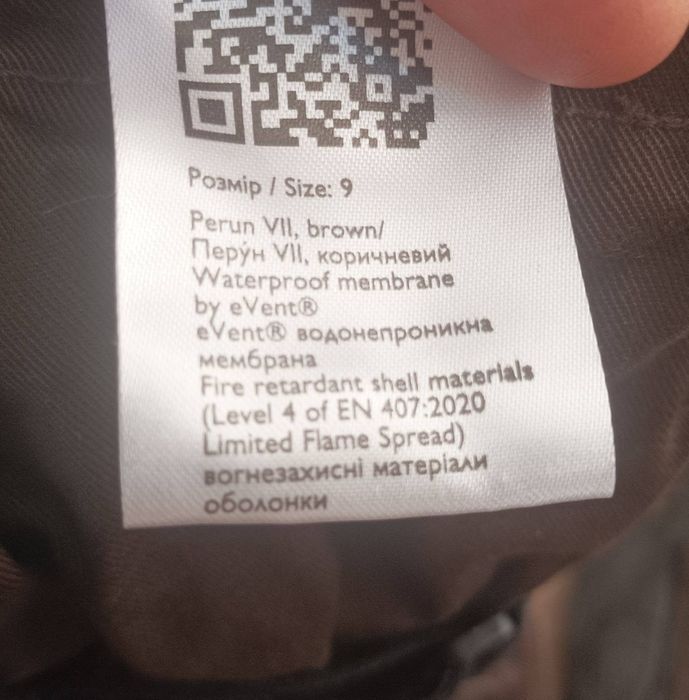 Розмір / Size: 9
Perun VII, brown/
Перýн VII, коричневий
Waterproof membrane
by eVent®
eVent® водонепроникна
мембрана
Fire retardant shell materials
(Level 4 of EN 407:2020
Limited Flame Spread)
вогнезахисні матеріали
оболонки